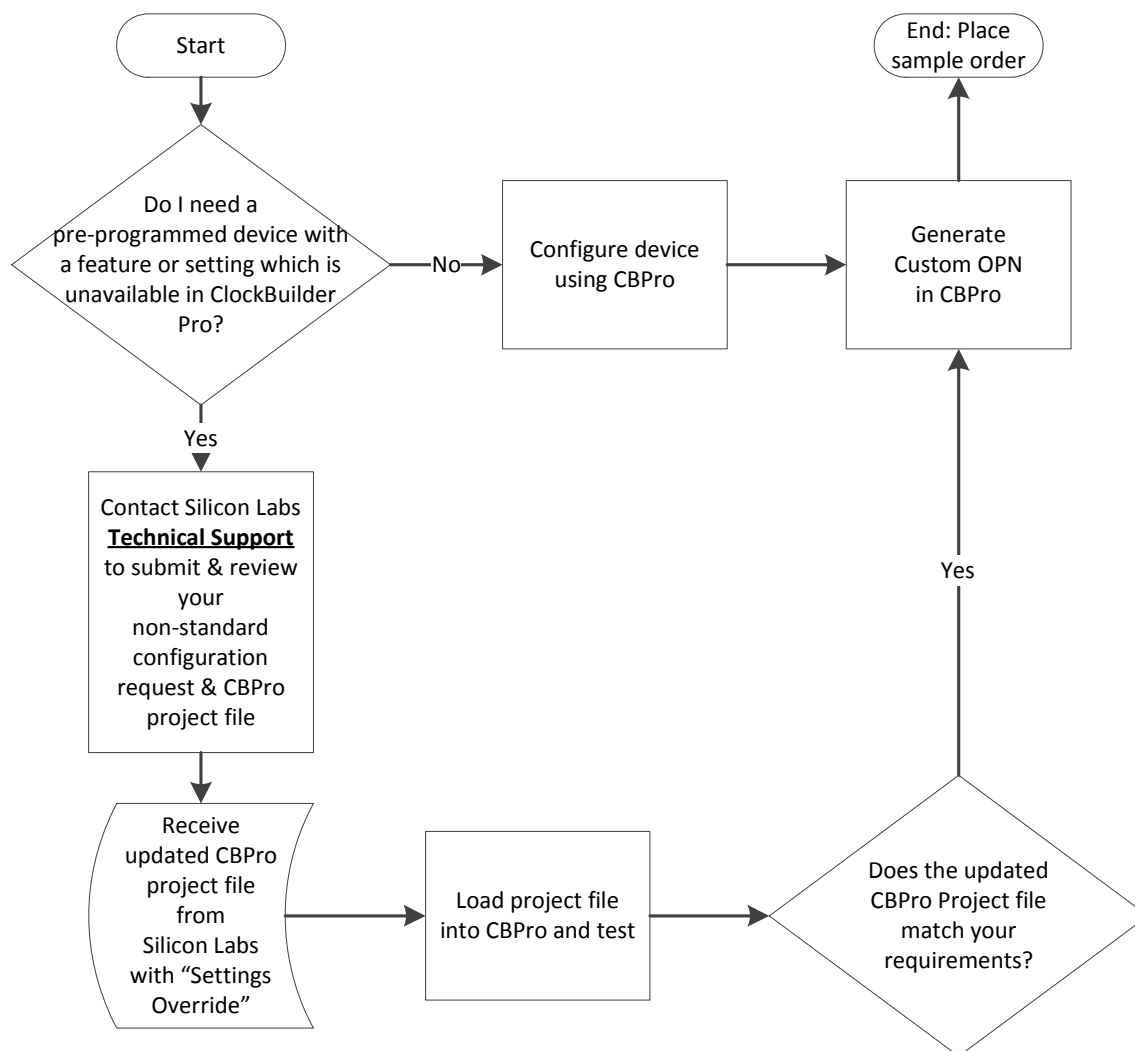 Start
End: Place
sample order
Do I need a
pre-programmed device with
a feature or setting which is
unavailable in ClockBuilder
Pro?
No
Configure device
using CBPro
Generate
Custom OPN
in CBPro
Yes
Contact Silicon Labs
Technical Support
to submit & review
your
non-standard
configuration
request & CBPro
project file
Yes
Receive
updated CBPro
project file
from
Silicon Labs
with “Settings
Override”
Load project file
into CBPro and test
Does the updated
CBPro Project file
match your
requirements?